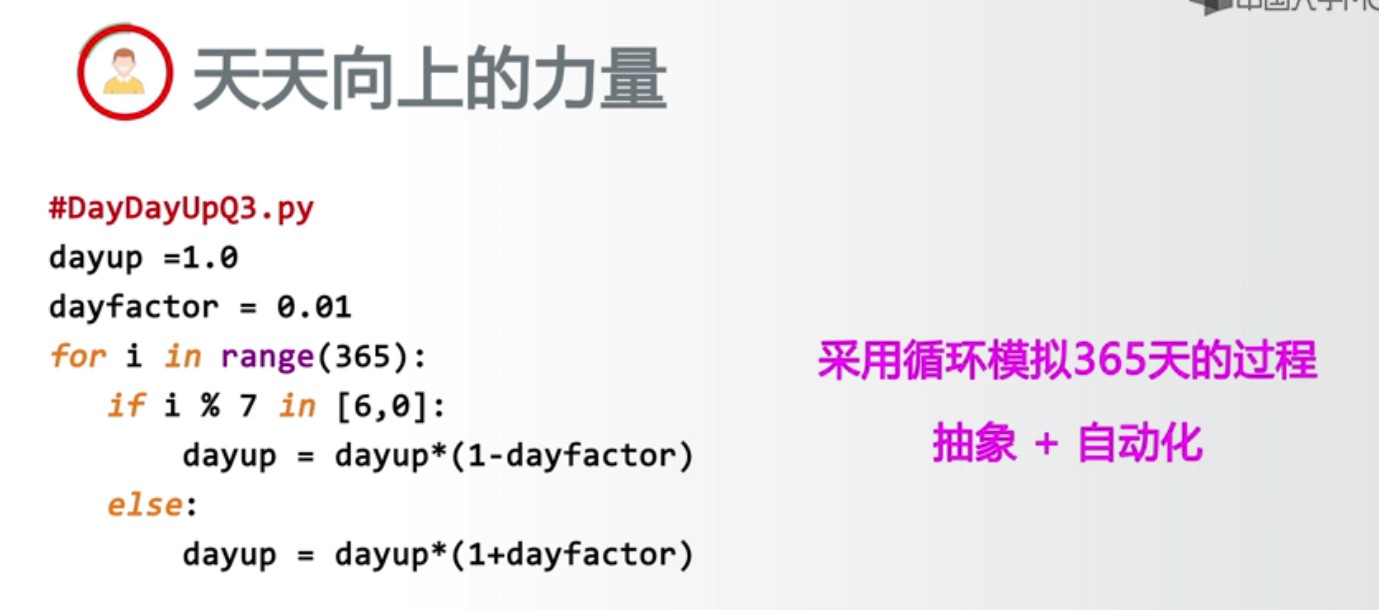 天天向上的力量
#DayDayUpQ3.py
dayup =1.0
dayfactor = 0.01
for i in range(365):
if i % 7 in [6,0]:
dayup = dayup*(1-dayfactor)
else:
dayup = dayup*(1+dayfactor)
采用循环模拟365天的过程
抽象 + 自动化